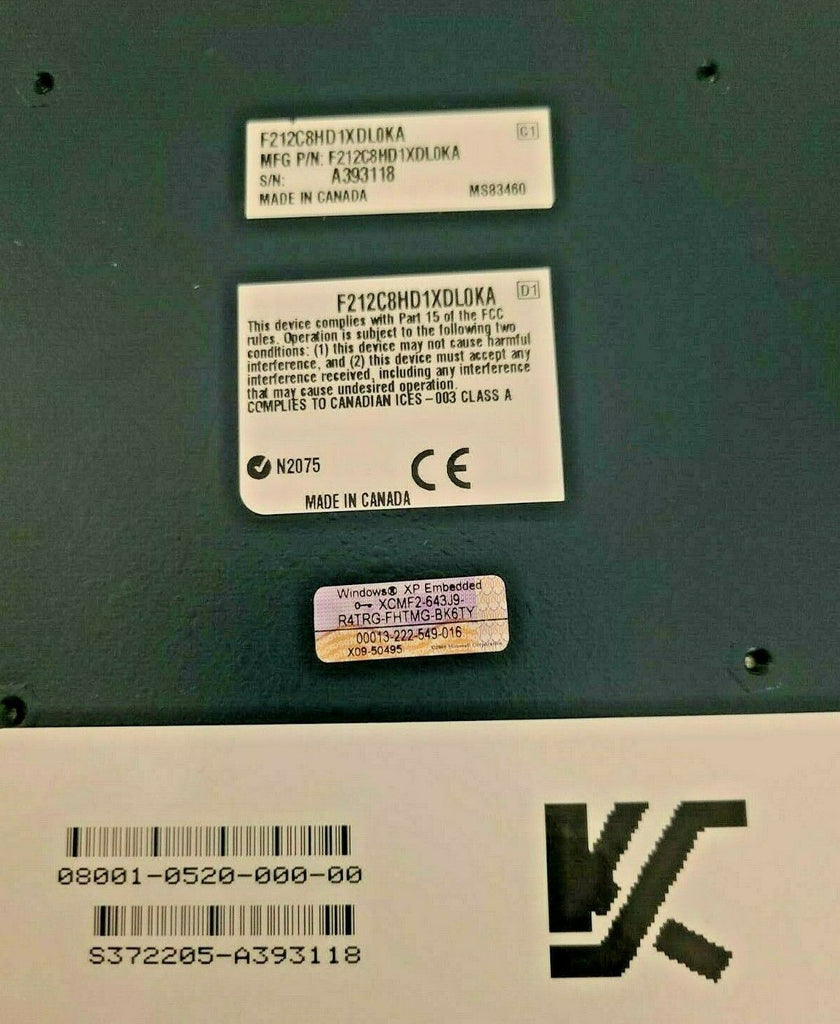 F212C8HD1XDL0KA
C1
MFG P/N: F212C8HD1XDL0KA
S/N: A393118
MADE IN CANADA MS83460
F212C8HD1XDL0KA D1
This device complies with Part 15 of the FCC
rules. Operation is subject to the following two
conditions: (1) this device may not cause harmful
interference, and (2) this device must accept any
interference received, including any interference
that may cause undesired operation.
COMPLIES TO CANADIAN ICES-003 CLASS A
N2075 CE
MADE IN CANADA
Windows® XP Embedded
XCMF2-643J9-
R4TRG-FHTMG-BK6TY
00013-222-549-016
X09-50495 Microsoft Corporation
08001-0520-000-00
S372205-A393118